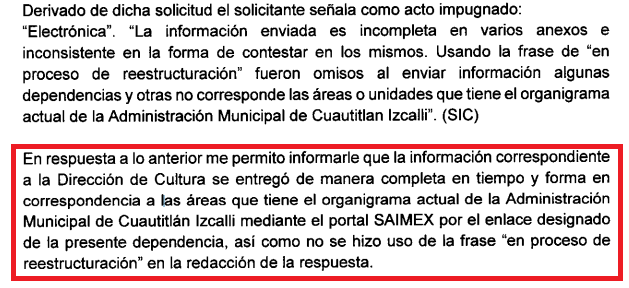 Derivado de dicha solicitud el solicitante señala como acto impugnado:
“Electrónica”. “La información enviada es incompleta en varios anexos e
inconsistente en la forma de contestar en los mismos. Usando la frase de “en
proceso de reestructuración” fueron omisos al enviar información algunas
dependencias y otras no corresponde las áreas o unidades que tiene el organigrama
actual de la Administración Municipal de Cuautitlan Izcalli”. (SIC)
En respuesta a lo anterior me permito informarle que la información correspondiente
a la Dirección de Cultura se entregó de manera completa en tiempo y forma en
correspondencia a las áreas que tiene el organigrama actual de la Administración
Municipal de Cuautitlán Izcalli mediante el portal SAIMEX por el enlace designado
de la presente dependencia, así como no se hizo uso de la frase “en proceso de
reestructuración” en la redacción de la respuesta.